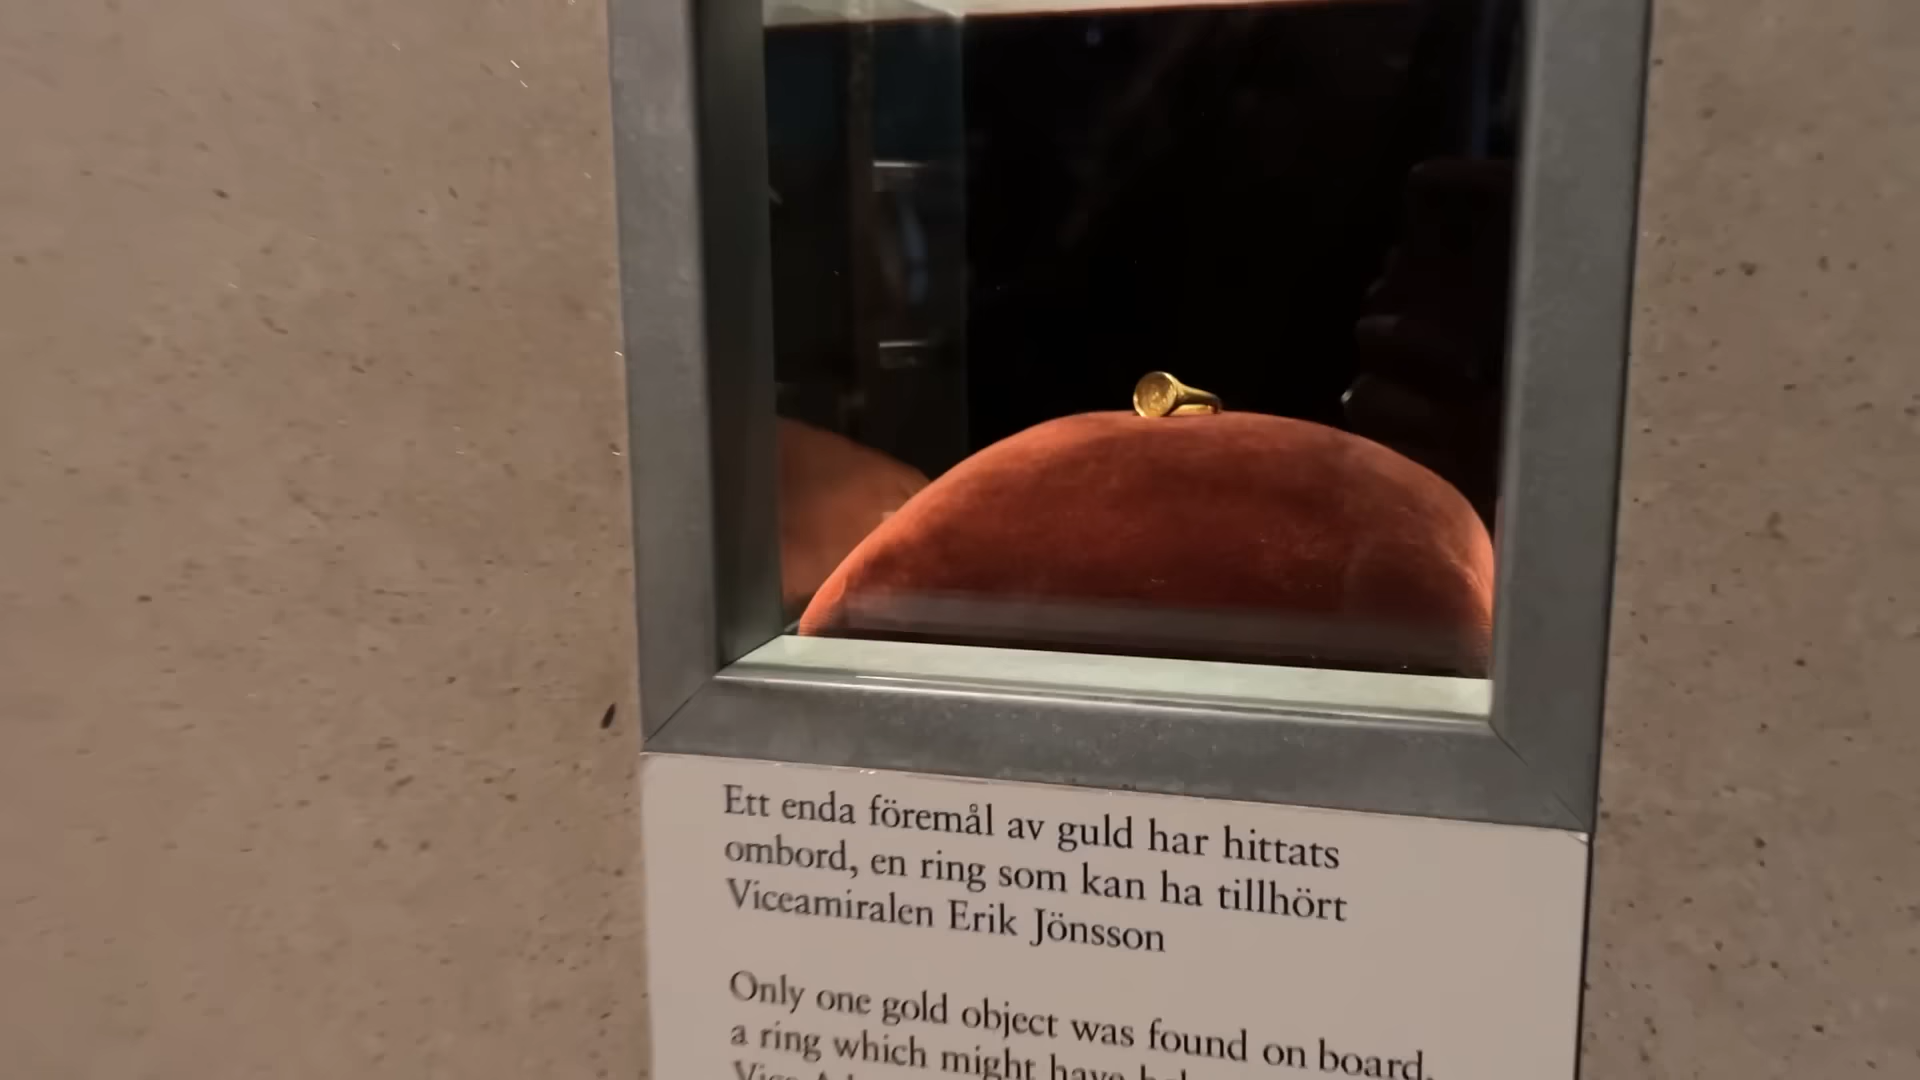 Ett enda föremål av guld har hittats
ombord, en ring som kan ha tillhört
Viceamiralen Erik Jönsson
Only one gold object was found on board,
a ring which might have